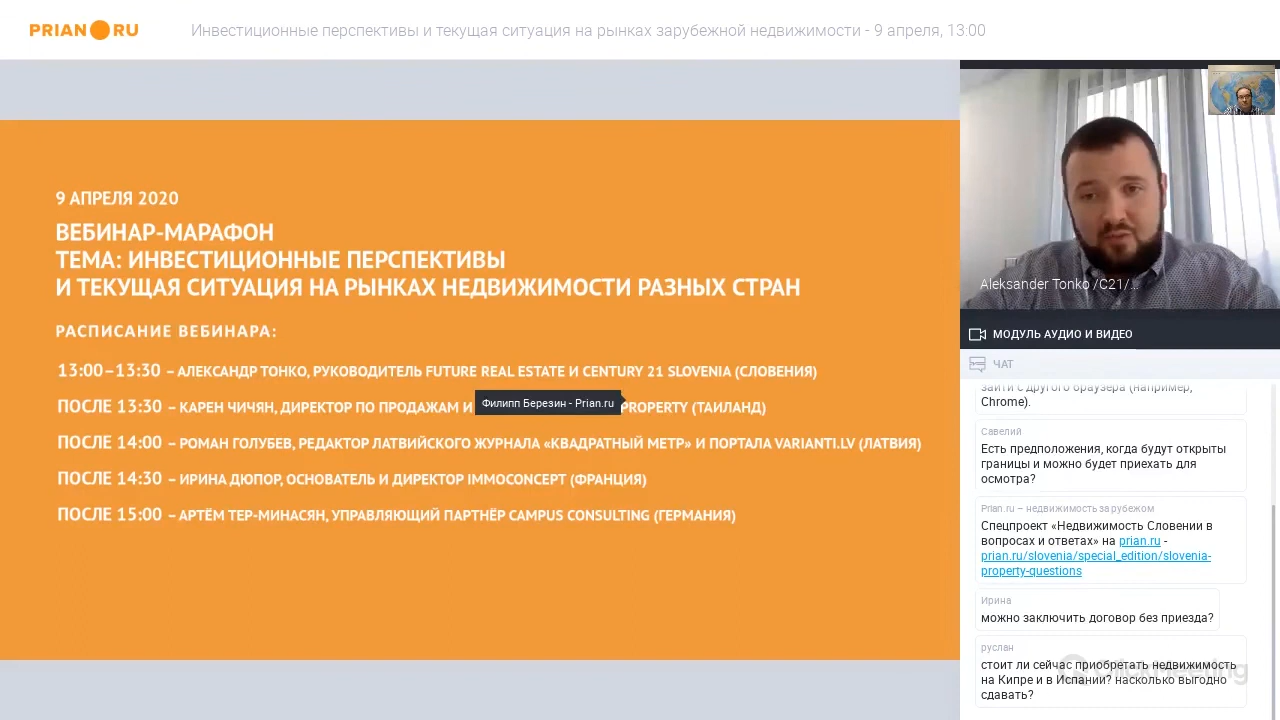 PRIAN RU
Инвестиционные перспективы и текущая ситуация на рынках зарубежной недвижимости - 9 апреля, 13:00
9 АПРЕЛЯ 2020
ВЕБИНАР-МАРАФОН
ТЕМА: ИНВЕСТИЦИОННЫЕ ПЕРСПЕКТИВЫ
И ТЕКУЩАЯ СИТУАЦИЯ НА РЫНКАХ НЕДВИЖИМОСТИ РАЗНЫХ СТРАН
РАСПИСАНИЕ ВЕБИНАРА:
13:00–13:30 – АЛЕКСАНДР ТОНКО, РУКОВОДИТЕЛЬ FUTURE REAL ESTATE И CENTURY 21 SLOVENIA (СЛОВЕНИЯ)
ПОСЛЕ 13:30 – КАРЕН ЧИЧЯН, ДИРЕКТОР ПО ПРОДАЖАМ И PROPERTY (ТАИЛАНД)
Филипп Березин - Prian.ru
ПОСЛЕ 14:00 – РОМАН ГОЛУБЕВ, РЕДАКТОР ЛАТВИЙСКОГО ЖУРНАЛА «КВАДРАТНЫЙ МЕТР» И ПОРТАЛА VARIANTI.LV (ЛАТВИЯ)
ПОСЛЕ 14:30 – ИРИНА ДЮПОР, ОСНОВАТЕЛЬ И ДИРЕКТОР IMMOCONCEPT (ФРАНЦИЯ)
ПОСЛЕ 15:00 – АРТЁМ ТЕР-МИНАСЯН, УПРАВЛЯЮЩИЙ ПАРТНЁР CAMPUS CONSULTING (ГЕРМАНИЯ)
Aleksander Tonko /C21/...
МОДУЛЬ АУДИО И ВИДЕО
ЧАТ
зайти с другого браузера (например,
Chrome).
Савелий
Есть предположения, когда будут открыты
границы и можно будет приехать для
осмотра?
Prian.ru – недвижимость за рубежом
Спецпроект «Недвижимость Словении в
вопросах и ответах» на prian.ru -
prian.ru/slovenia/special_edition/slovenia-
property-questions
Ирина
можно заключить договор без приезда?
руслан
стоит ли сейчас приобретать недвижимость
на Кипре и в Испании? насколько выгодно
сдавать?
ClickMeeting